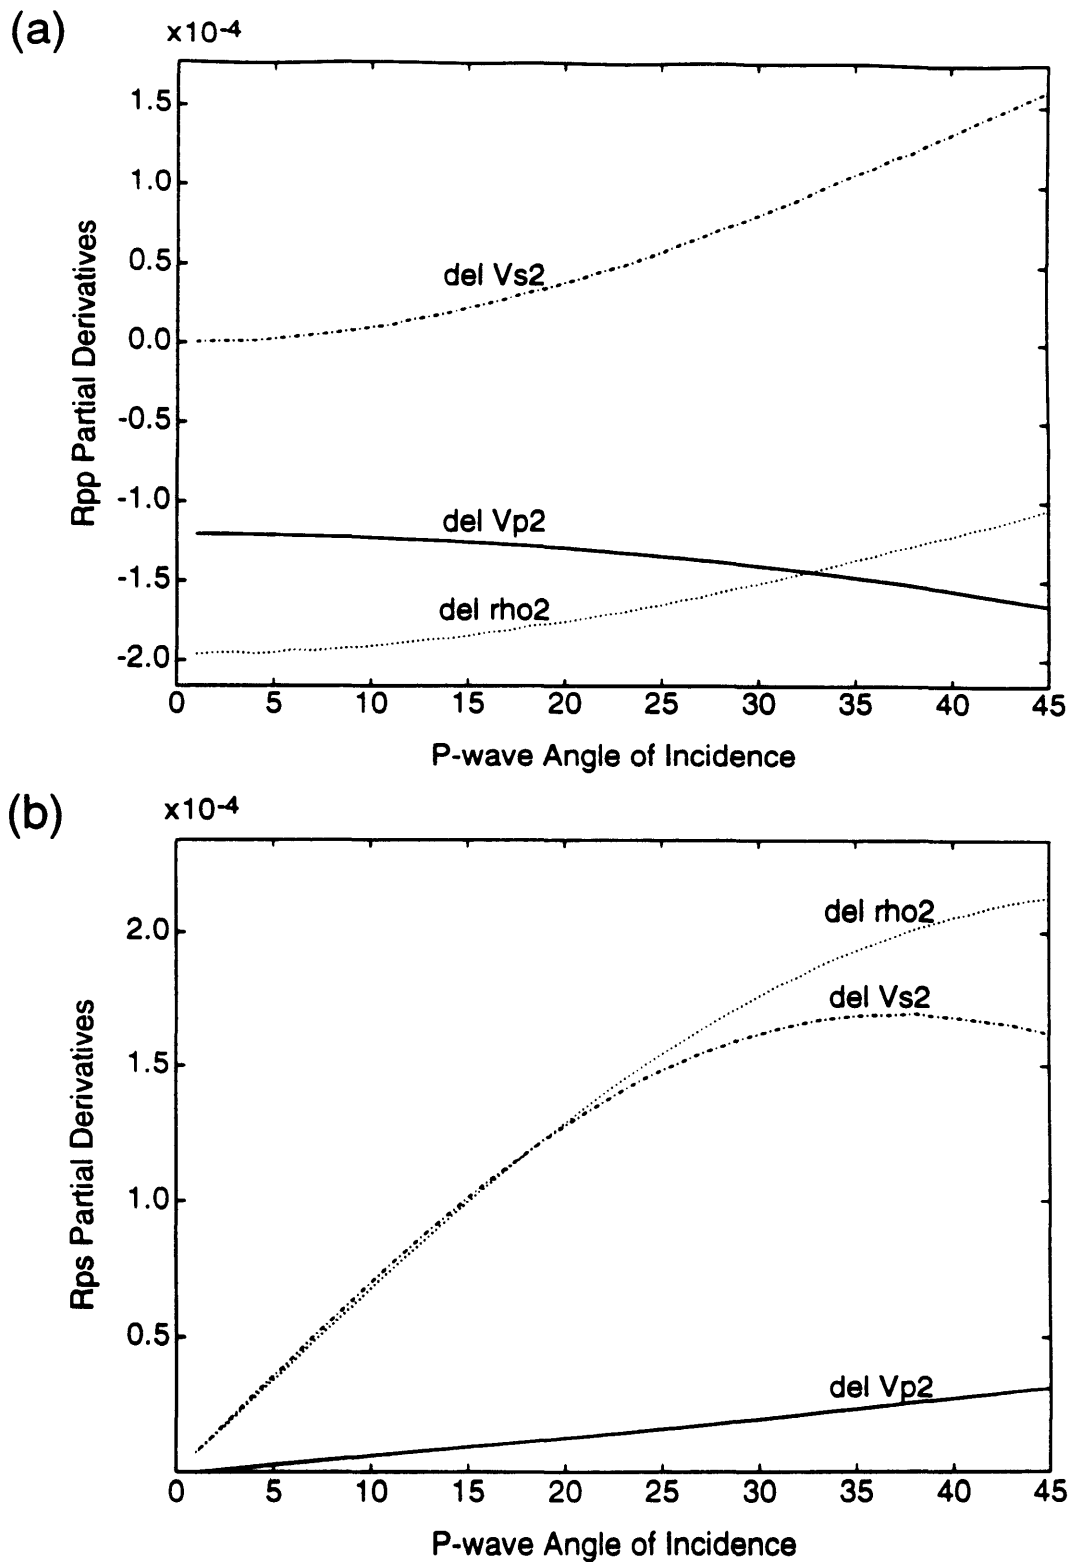 (a)
x10-4
1.5
1.0
0.5
0.0
-0.5
-1.0
-1.5
-2.0
Rpp Partial Derivatives
del Vs2
del Vp2
del rho2
0 5 10 15 20 25 30 35 40 45
P-wave Angle of Incidence
(b)
x10-4
2.0
1.5
1.0
0.5
Rps Partial Derivatives
del rho2
del Vs2
del Vp2
0 5 10 15 20 25 30 35 40 45
P-wave Angle of Incidence